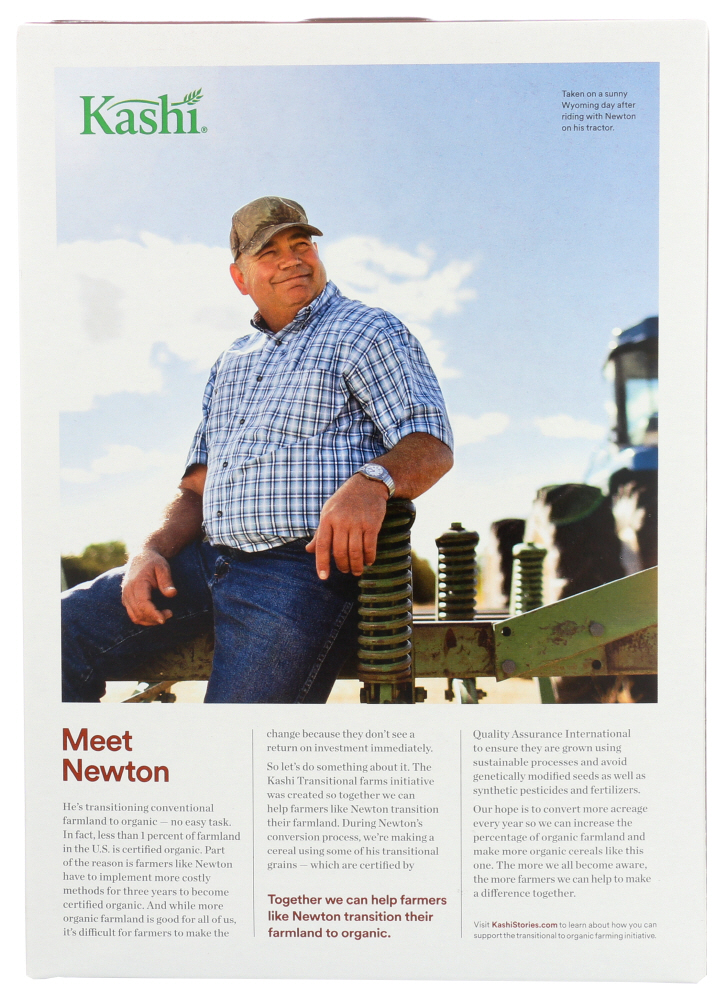 Kashi®
Taken on a sunny
Wyoming day after
riding with Newton
on his tractor.
Meet
Newton
He's transitioning conventional
farmland to organic — no easy task.
In fact, less than 1 percent of farmland
in the U.S. is certified organic. Part
of the reason is farmers like Newton
have to implement more costly
methods for three years to become
certified organic. And while more
organic farmland is good for all of us,
it's difficult for farmers to make the
change because they don't see a
return on investment immediately.
So let's do something about it. The
Kashi Transitional farms initiative
was created so together we can
help farmers like Newton transition
their farmland. During Newton's
conversion process, we're making a
cereal using some of his transitional
grains — which are certified by
Together we can help farmers
like Newton transition their
farmland to organic.
Quality Assurance International
to ensure they are grown using
sustainable processes and avoid
genetically modified seeds as well as
synthetic pesticides and fertilizers.
Our hope is to convert more acreage
every year so we can increase the
percentage of organic farmland and
make more organic cereals like this
one. The more we all become aware,
the more farmers we can help to make
a difference together.
Visit KashiStories.com to learn about how you can
support the transitional to organic farming initiative.